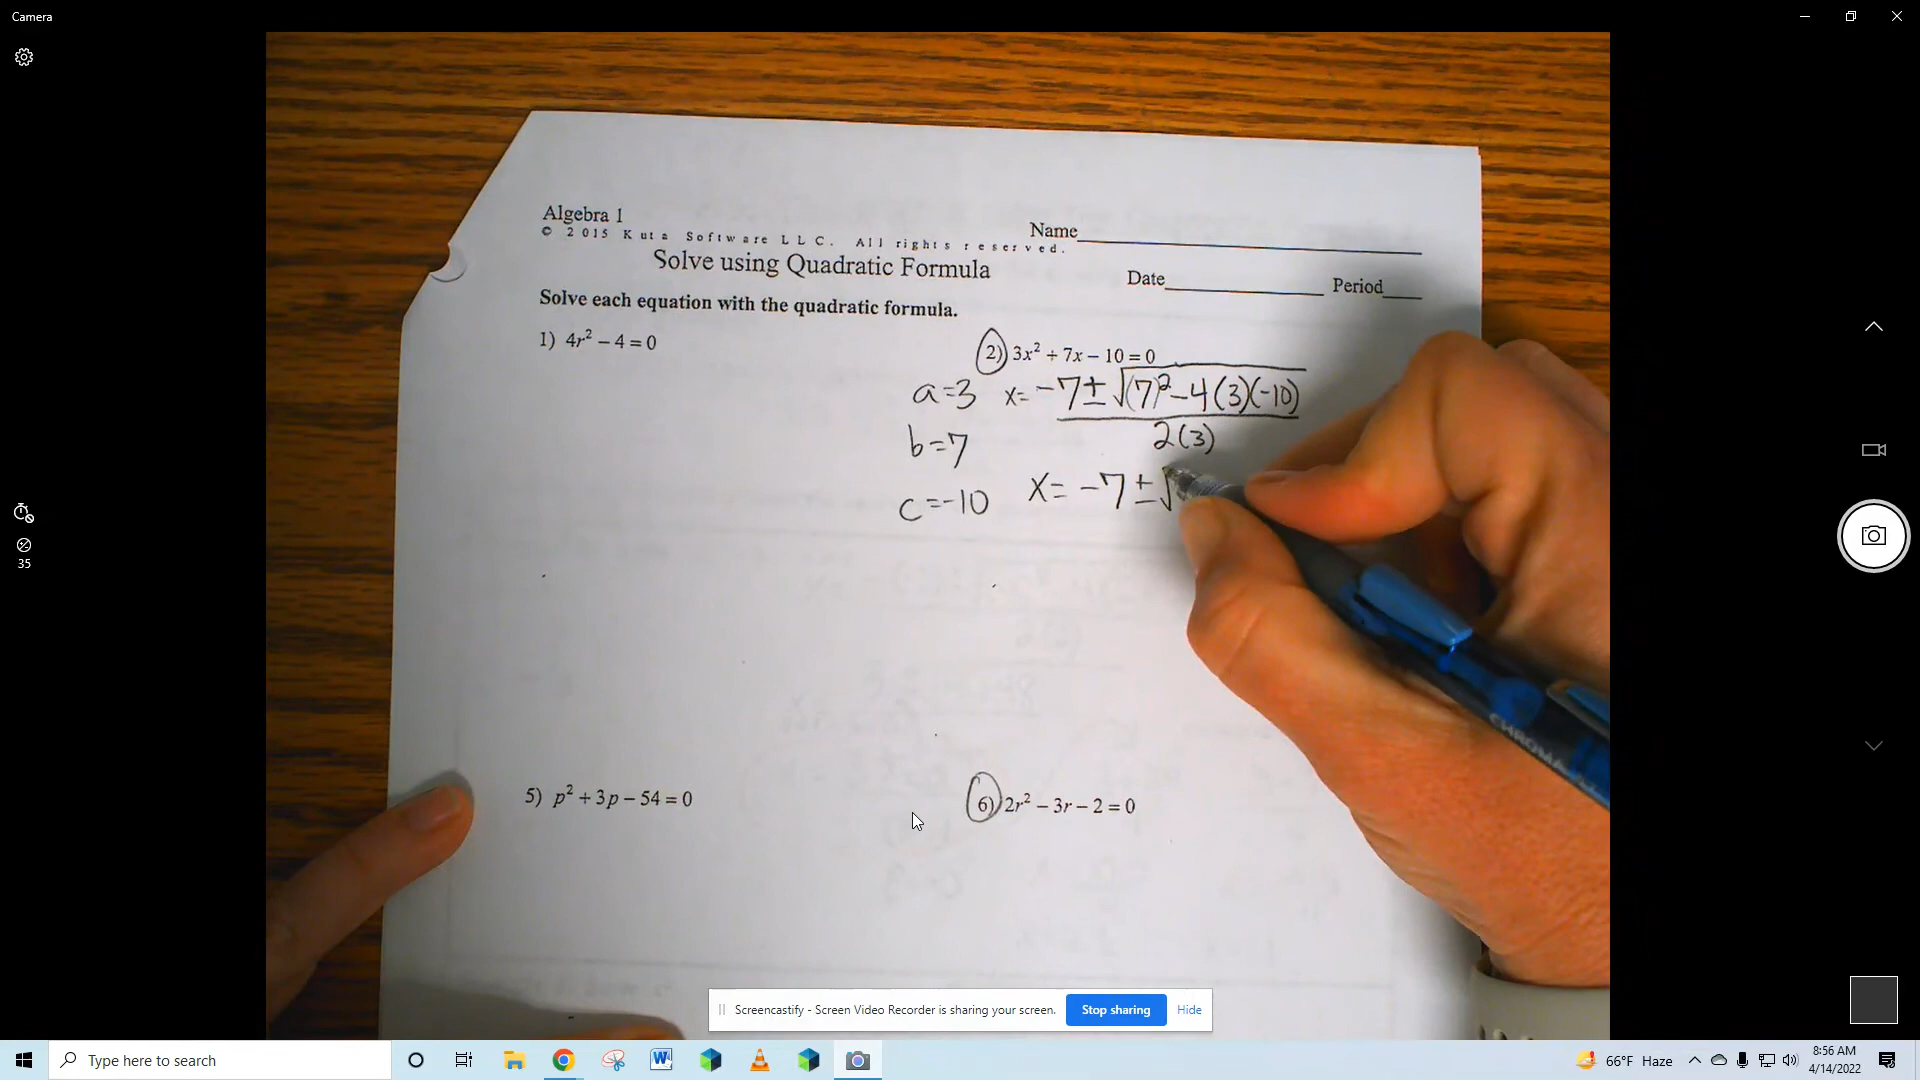 Camera
35
Algebra 1
Name
© 2015 Kuta Software LLC. All rights reserved.
Solve using Quadratic Formula
Date
Period
Solve each equation with the quadratic formula.
1) 4r² − 4 = 0
2) 3x² + 7x − 10 = 0
a=3
x= −7 ± √(7)² − 4(3)(−10)
2(3)
b=7
x= −7 ± √
c=−10
5) p² + 3p − 54 = 0
6) 2r² − 3r − 2 = 0
CHROMA
Screencastify - Screen Video Recorder is sharing your screen.
Stop sharing
Hide
Type here to search
66°F Haze
8:56 AM
4/14/2022